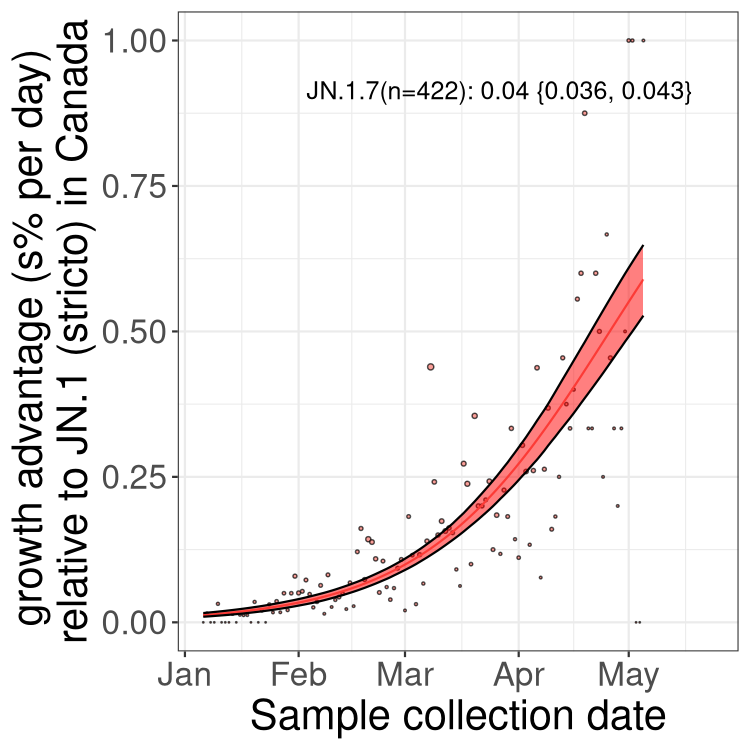 growth advantage (s% per day)
relative to JN.1 (stricto) in Canada
1.00
0.75
0.50
0.25
0.00
JN.1.7(n=422): 0.04 {0.036, 0.043}
Jan Feb Mar Apr May
Sample collection date